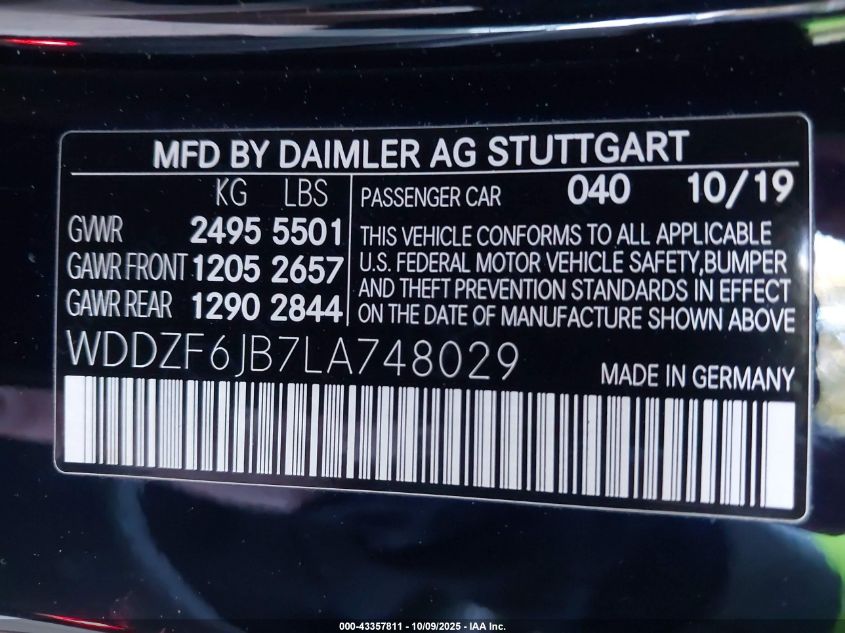 MFD BY DAIMLER AG STUTTGART
KG LBS
GVWR 2495 5501
GAWR FRONT 1205 2657
GAWR REAR 1290 2844
PASSENGER CAR 040 10/19
THIS VEHICLE CONFORMS TO ALL APPLICABLE
U.S. FEDERAL MOTOR VEHICLE SAFETY,BUMPER
AND THEFT PREVENTION STANDARDS IN EFFECT
ON THE DATE OF MANUFACTURE SHOWN ABOVE
WDDZF6JB7LA748029
MADE IN GERMANY
000-43357811 - 10/09/2025 - IAA Inc.